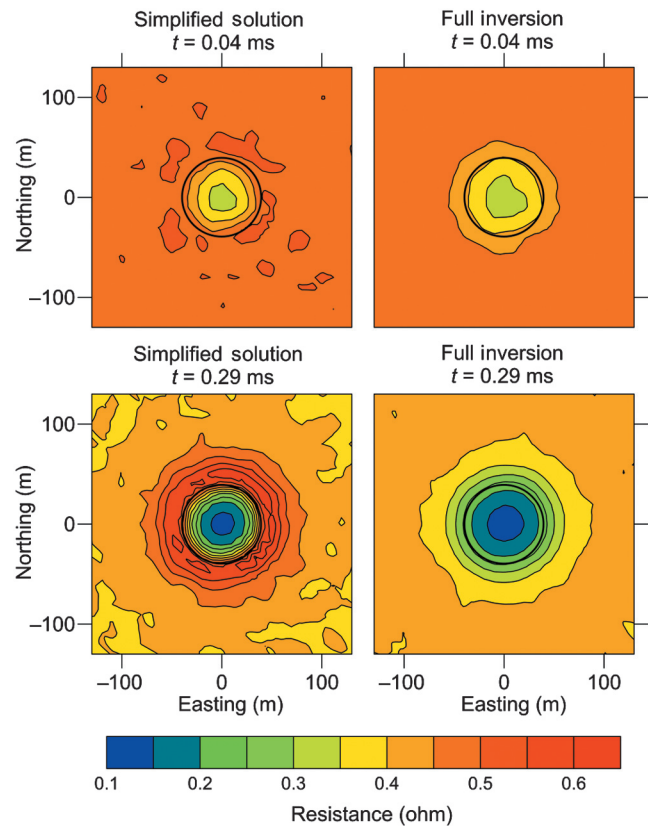 Simplified solution
t = 0.04 ms
Full inversion
t = 0.04 ms
Northing (m)
100
0
–100
Simplified solution
t = 0.29 ms
Full inversion
t = 0.29 ms
Northing (m)
100
0
–100
–100 0 100 –100 0 100
Easting (m) Easting (m)
0.1 0.2 0.3 0.4 0.5 0.6
Resistance (ohm)